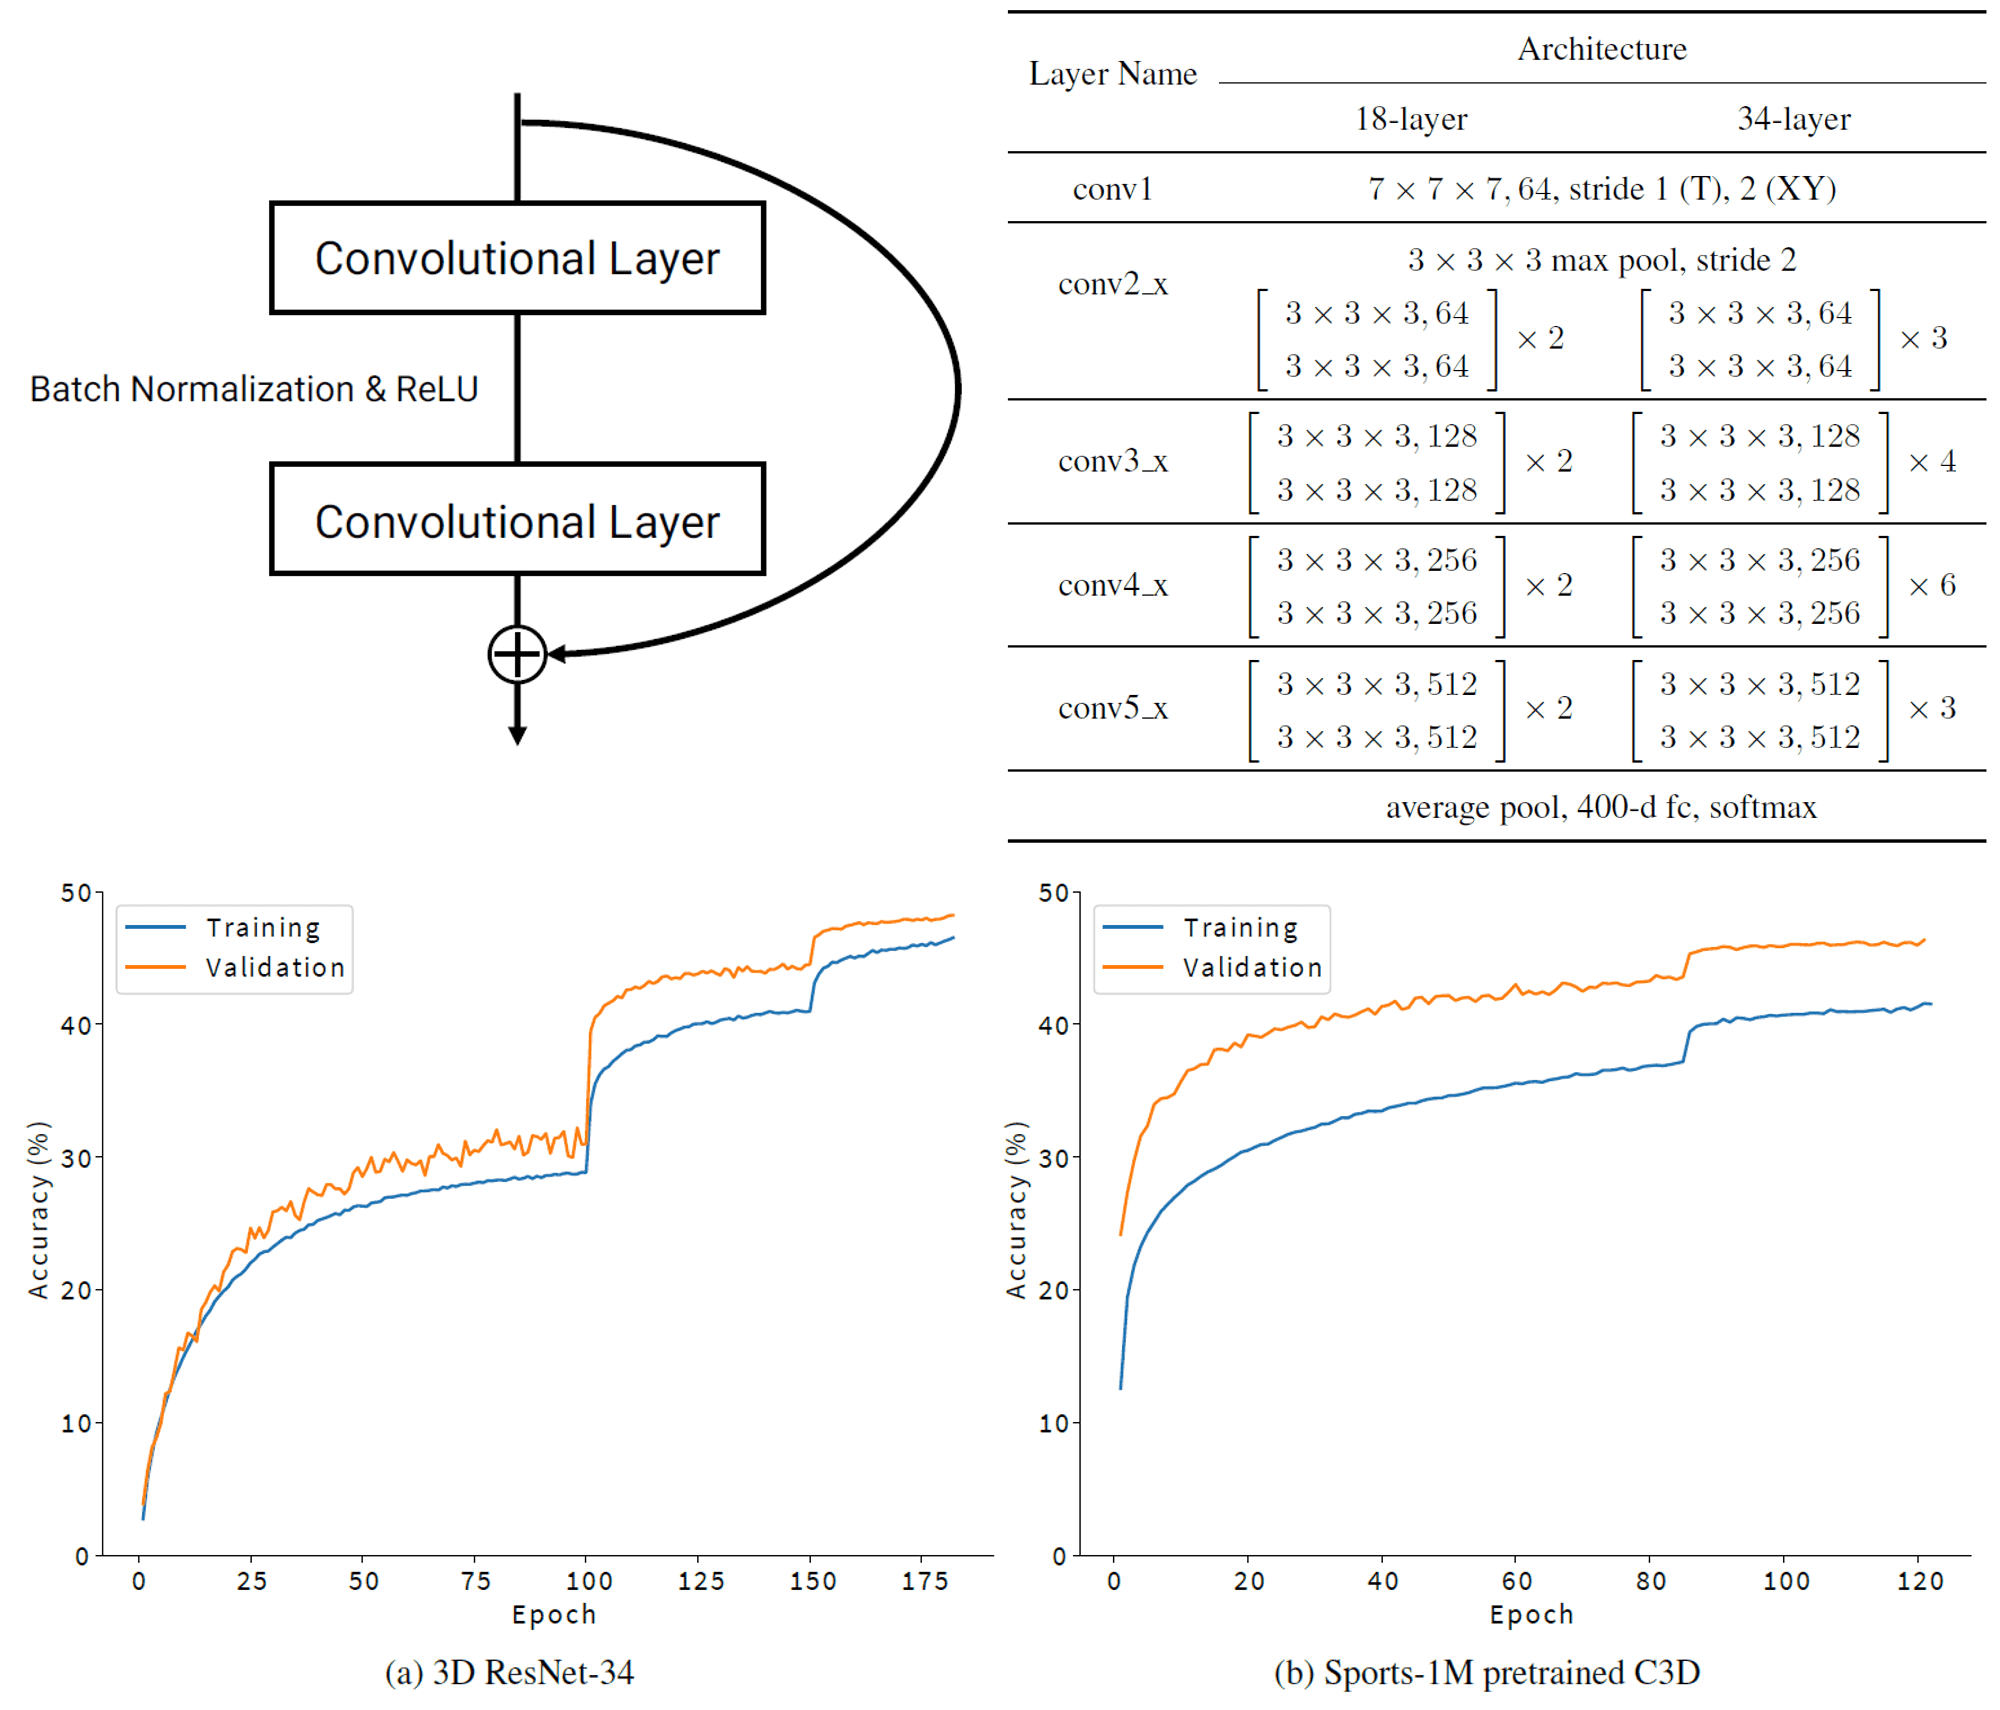 Convolutional Layer
Batch Normalization & ReLU
Convolutional Layer
Layer Name
Architecture
18-layer
34-layer
conv1
7 × 7 × 7, 64, stride 1 (T), 2 (XY)
conv2_x
3 × 3 × 3 max pool, stride 2
[ 3 × 3 × 3, 64
3 × 3 × 3, 64 ] × 2
[ 3 × 3 × 3, 64
3 × 3 × 3, 64 ] × 3
conv3_x
[ 3 × 3 × 3, 128
3 × 3 × 3, 128 ] × 2
[ 3 × 3 × 3, 128
3 × 3 × 3, 128 ] × 4
conv4_x
[ 3 × 3 × 3, 256
3 × 3 × 3, 256 ] × 2
[ 3 × 3 × 3, 256
3 × 3 × 3, 256 ] × 6
conv5_x
[ 3 × 3 × 3, 512
3 × 3 × 3, 512 ] × 2
[ 3 × 3 × 3, 512
3 × 3 × 3, 512 ] × 3
average pool, 400-d fc, softmax
50
40
30
20
10
0
Accuracy (%)
Training
Validation
0 25 50 75 100 125 150 175
Epoch
(a) 3D ResNet-34
50
40
30
20
10
0
Accuracy (%)
Training
Validation
0 20 40 60 80 100 120
Epoch
(b) Sports-1M pretrained C3D